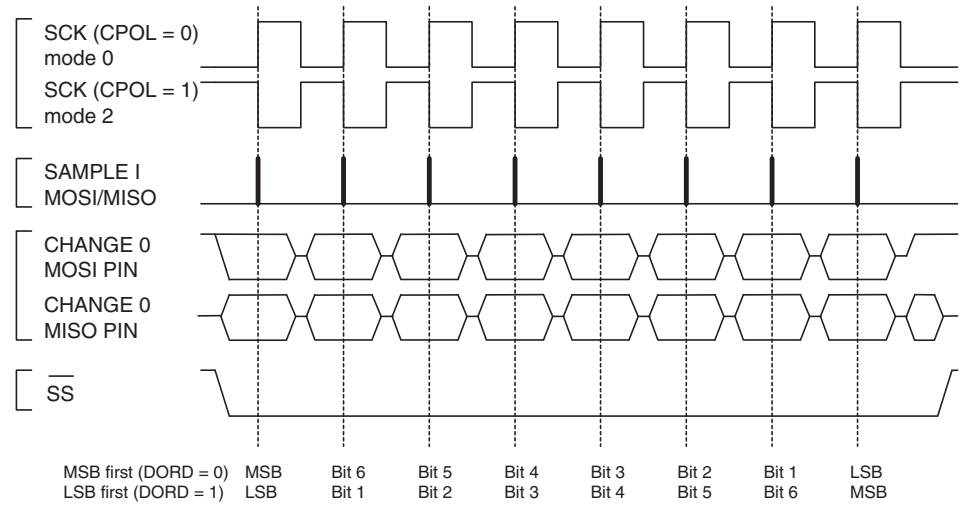 SCK (CPOL = 0)
mode 0
SCK (CPOL = 1)
mode 2
SAMPLE I
MOSI/MISO
CHANGE 0
MOSI PIN
CHANGE 0
MISO PIN
SS
MSB first (DORD = 0) MSB Bit 6 Bit 5 Bit 4 Bit 3 Bit 2 Bit 1 LSB
LSB first (DORD = 1) LSB Bit 1 Bit 2 Bit 3 Bit 4 Bit 5 Bit 6 MSB